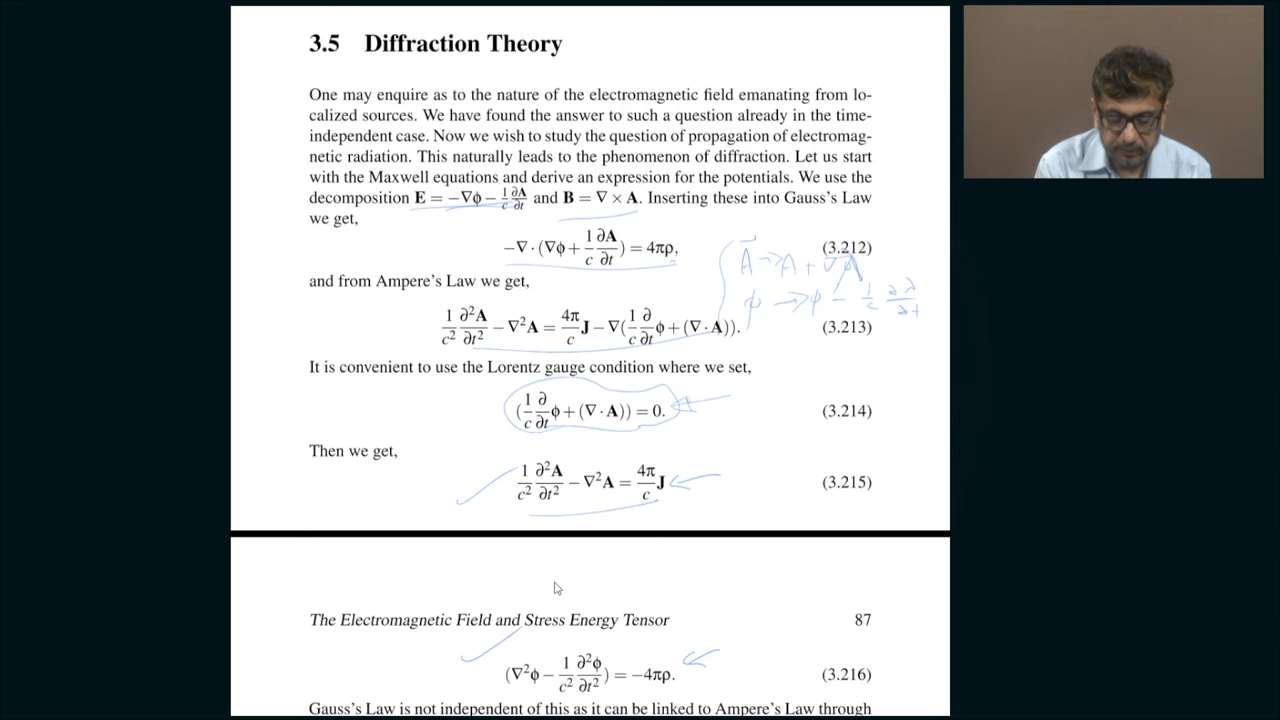 3.5 Diffraction Theory
One may enquire as to the nature of the electromagnetic field emanating from lo-
calized sources. We have found the answer to such a question already in the time-
independent case. Now we wish to study the question of propagation of electromag-
netic radiation. This naturally leads to the phenomenon of diffraction. Let us start
with the Maxwell equations and derive an expression for the potentials. We use the
decomposition E = −∇ϕ − 1/c ∂A/∂t and B = ∇ × A. Inserting these into Gauss's Law
we get,
−∇ · (∇ϕ + 1/c ∂A/∂t) = 4πρ, (3.212)
and from Ampere's Law we get,
1/c² ∂²A/∂t² − ∇²A = 4π/c J − ∇(1/c ∂/∂t ϕ + (∇ · A)). (3.213)
It is convenient to use the Lorentz gauge condition where we set,
(1/c ∂/∂t ϕ + (∇ · A)) = 0. (3.214)
Then we get,
1/c² ∂²A/∂t² − ∇²A = 4π/c J (3.215)
The Electromagnetic Field and Stress Energy Tensor 87
(∇²ϕ − 1/c² ∂²ϕ/∂t²) = −4πρ. (3.216)
Gauss's Law is not independent of this as it can be linked to Ampere's Law through